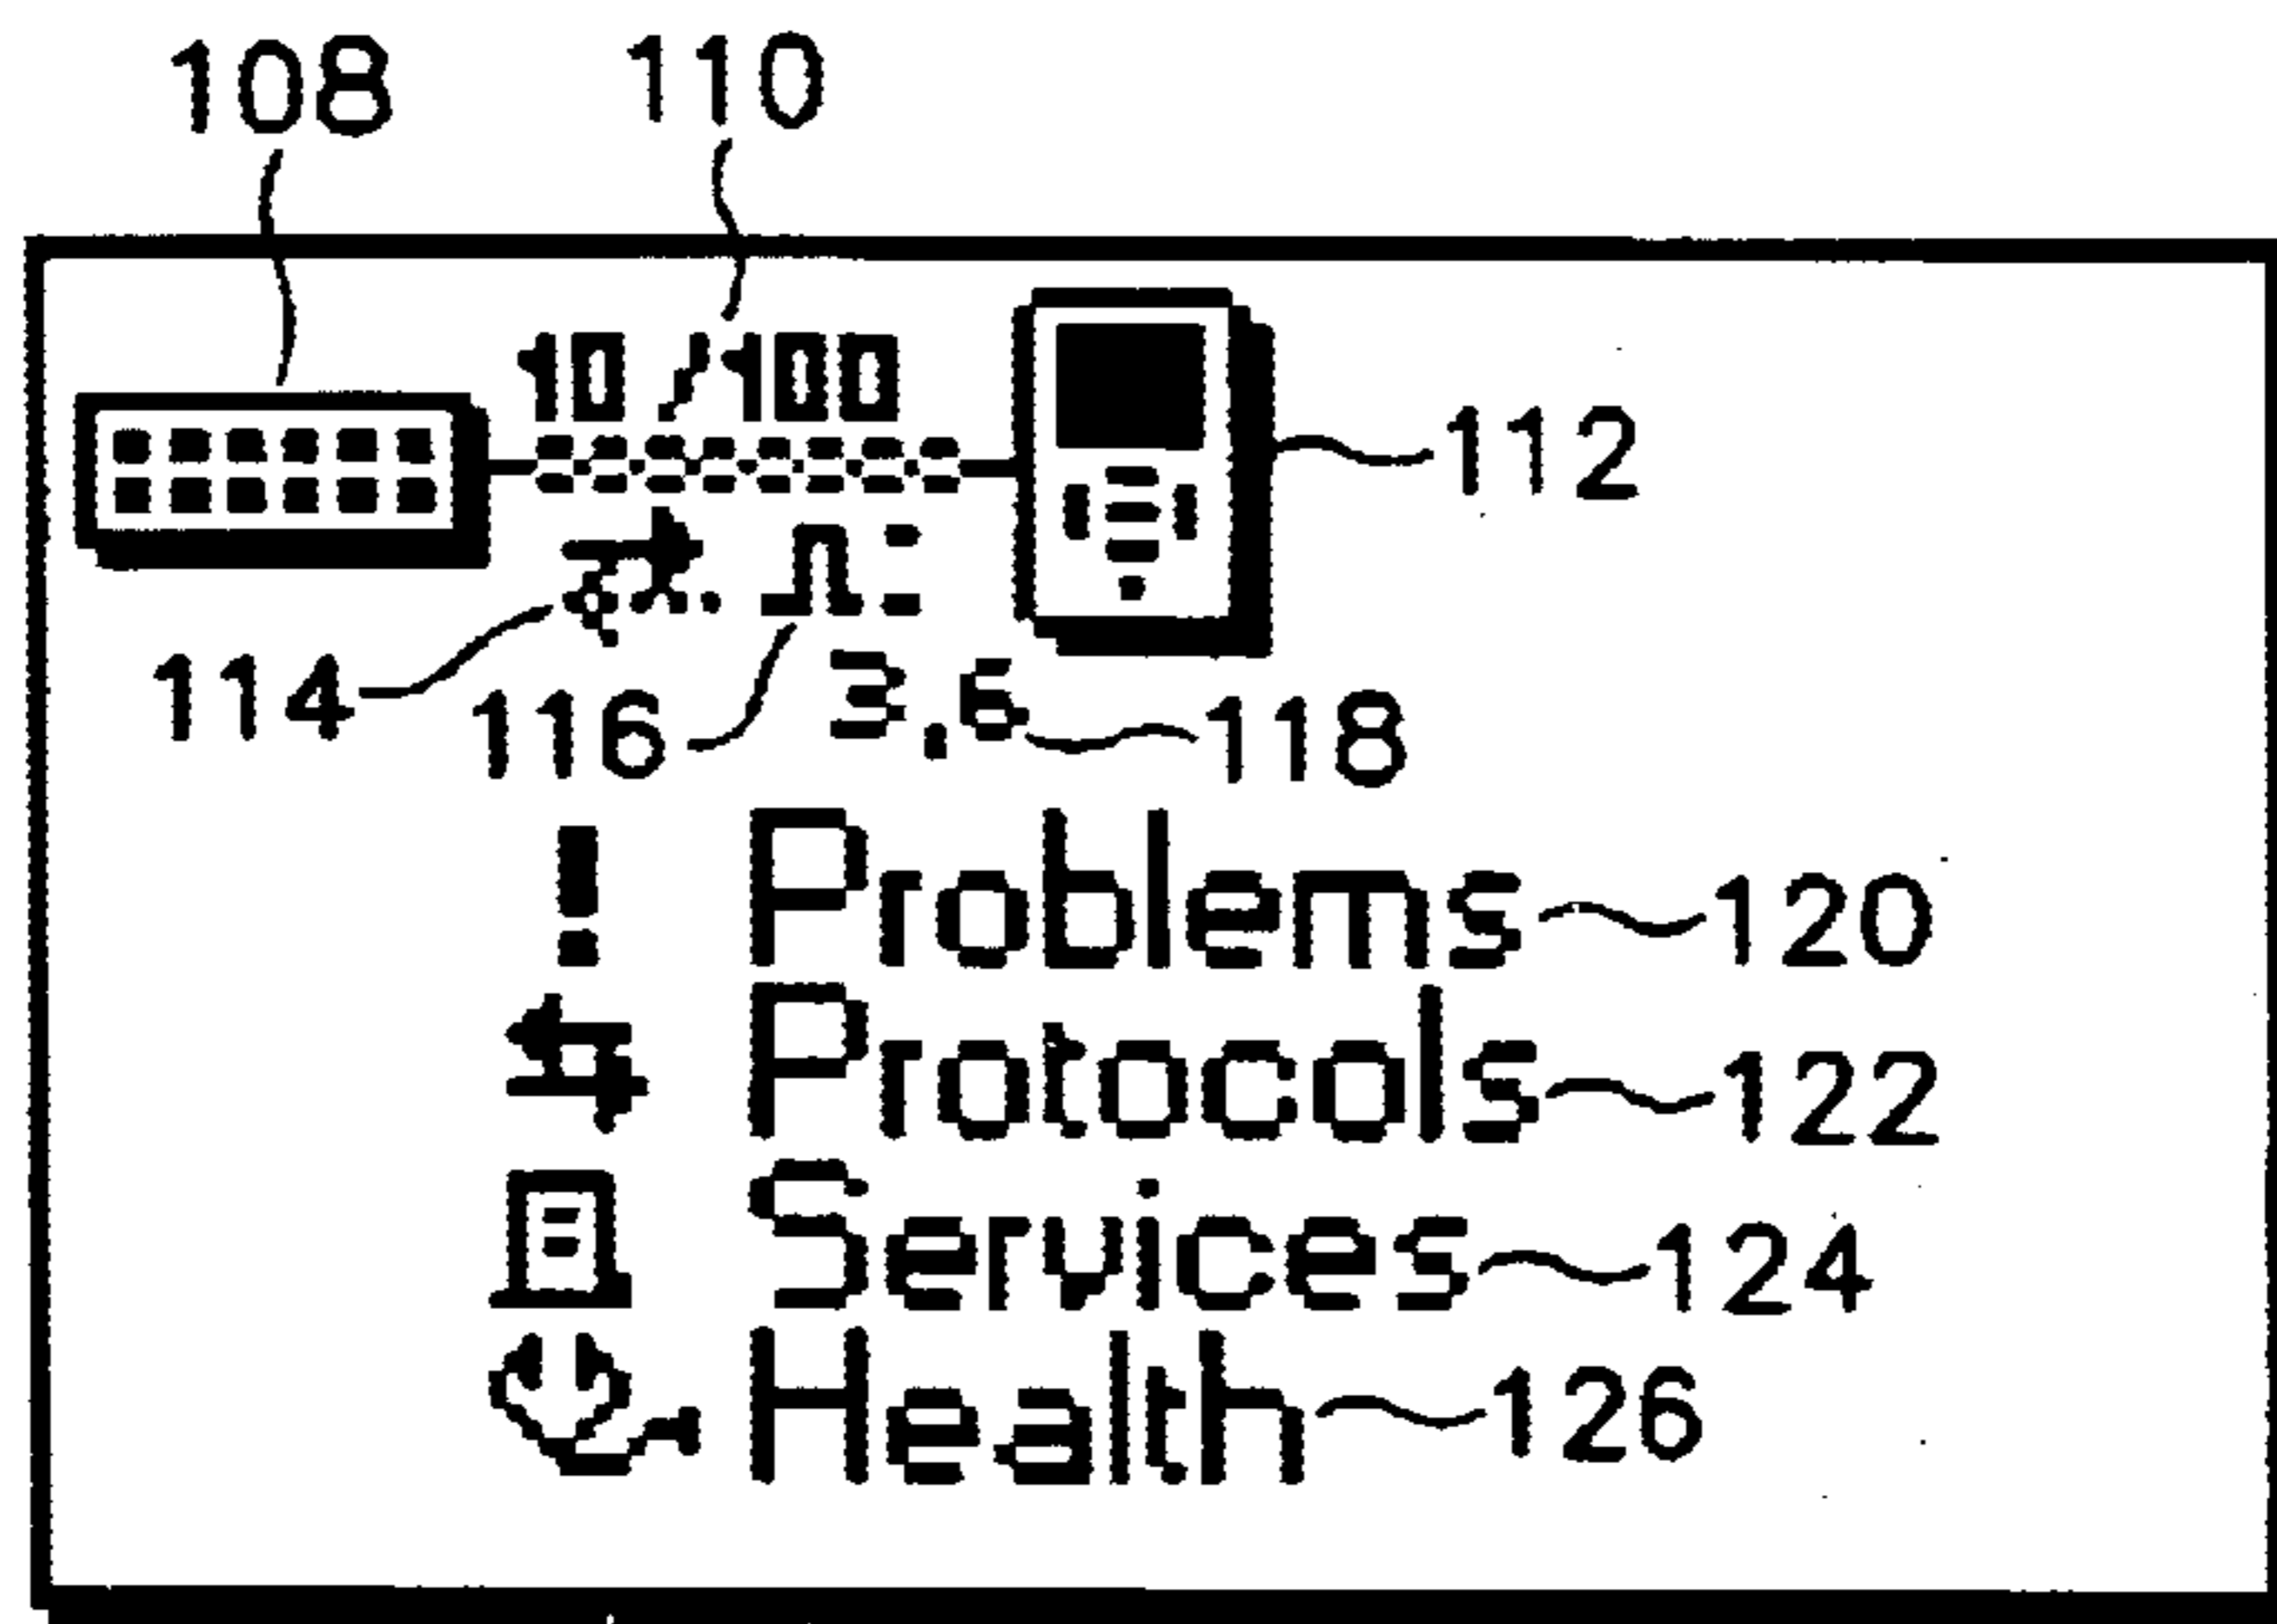 108 110
10/100
112
114 116 3,6 118
! Problems 120
Protocols 122
Services 124
Health 126